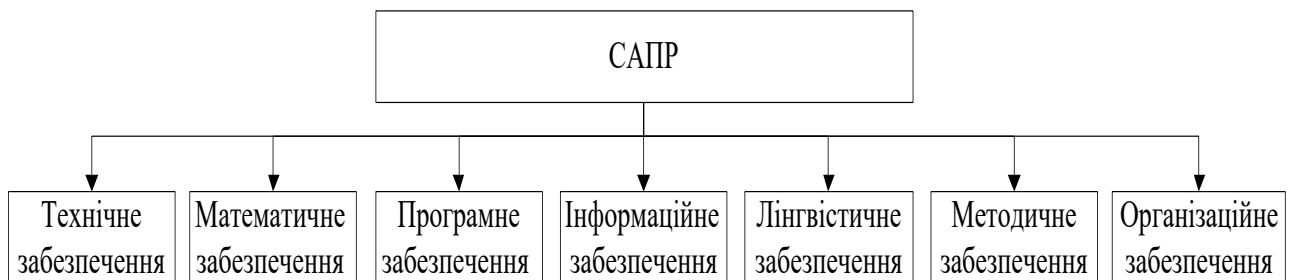 САПР
Технічне
забезпечення
Математичне
забезпечення
Програмне
забезпечення
Інформаційне
забезпечення
Лінгвістичне
забезпечення
Методичне
забезпечення
Організаційне
забезпечення